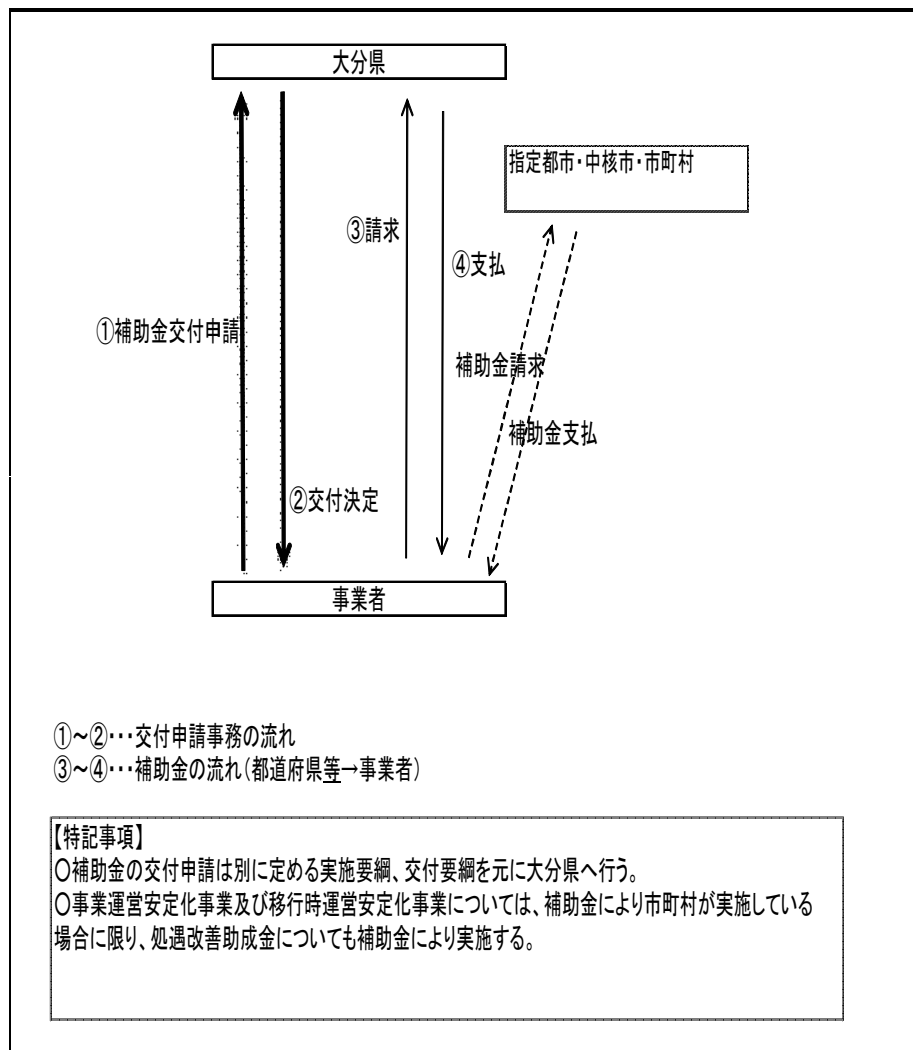 大分県
指定都市・中核市・市町村
③請求
④支払
①補助金交付申請
補助金請求
補助金支払
②交付決定
事業者
①～②・・・交付申請事務の流れ
③～④・・・補助金の流れ（都道府県等→事業者）
【特記事項】
○補助金の交付申請は別に定める実施要綱、交付要綱を元に大分県へ行う。
○事業運営安定化事業及び移行時運営安定化事業については、補助金により市町村が実施している
場合に限り、処遇改善助成金についても補助金により実施する。